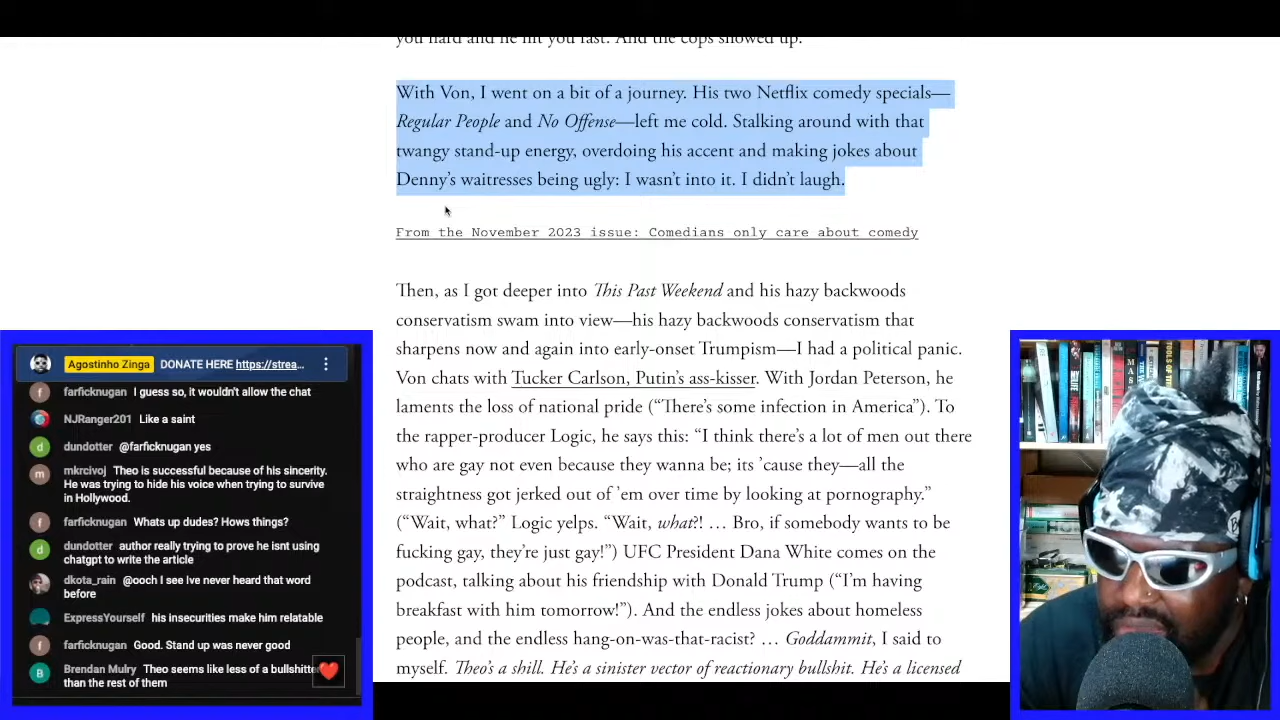 you hard and he hit you fast. And the cops showed up.
With Von, I went on a bit of a journey. His two Netflix comedy specials—
Regular People and No Offense—left me cold. Stalking around with that
twangy stand-up energy, overdoing his accent and making jokes about
Denny’s waitresses being ugly: I wasn’t into it. I didn’t laugh.
From the November 2023 issue: Comedians only care about comedy
Then, as I got deeper into This Past Weekend and his hazy backwoods
conservatism swam into view—his hazy backwoods conservatism that
sharpens now and again into early-onset Trumpism—I had a political panic.
Von chats with Tucker Carlson, Putin’s ass-kisser. With Jordan Peterson, he
laments the loss of national pride (“There’s some infection in America”). To
the rapper-producer Logic, he says this: “I think there’s a lot of men out there
who are gay not even because they wanna be; its ’cause they—all the
straightness got jerked out of ’em over time by looking at pornography.”
(“Wait, what?” Logic yelps. “Wait, what?! … Bro, if somebody wants to be
fucking gay, they’re just gay!”) UFC President Dana White comes on the
podcast, talking about his friendship with Donald Trump (“I’m having
breakfast with him tomorrow!”). And the endless jokes about homeless
people, and the endless hang-on-was-that-racist? … Goddammit, I said to
myself. Theo’s a shill. He’s a sinister vector of reactionary bullshit. He’s a licensed
Agostinho Zinga DONATE HERE https://strea...
farficknugan I guess so, it wouldn't allow the chat
NJRanger201 Like a saint
dundotter @farficknugan yes
mkrcivoj Theo is successful because of his sincerity.
He was trying to hide his voice when trying to survive
in Hollywood.
farficknugan Whats up dudes? Hows things?
dundotter author really trying to prove he isnt using
chatgpt to write the article
dkota_rain @ooch I see Ive never heard that word
before
ExpressYourself his insecurities make him relatable
farficknugan Good. Stand up was never good
Brendan Mulry Theo seems like less of a bullshitte
than the rest of them